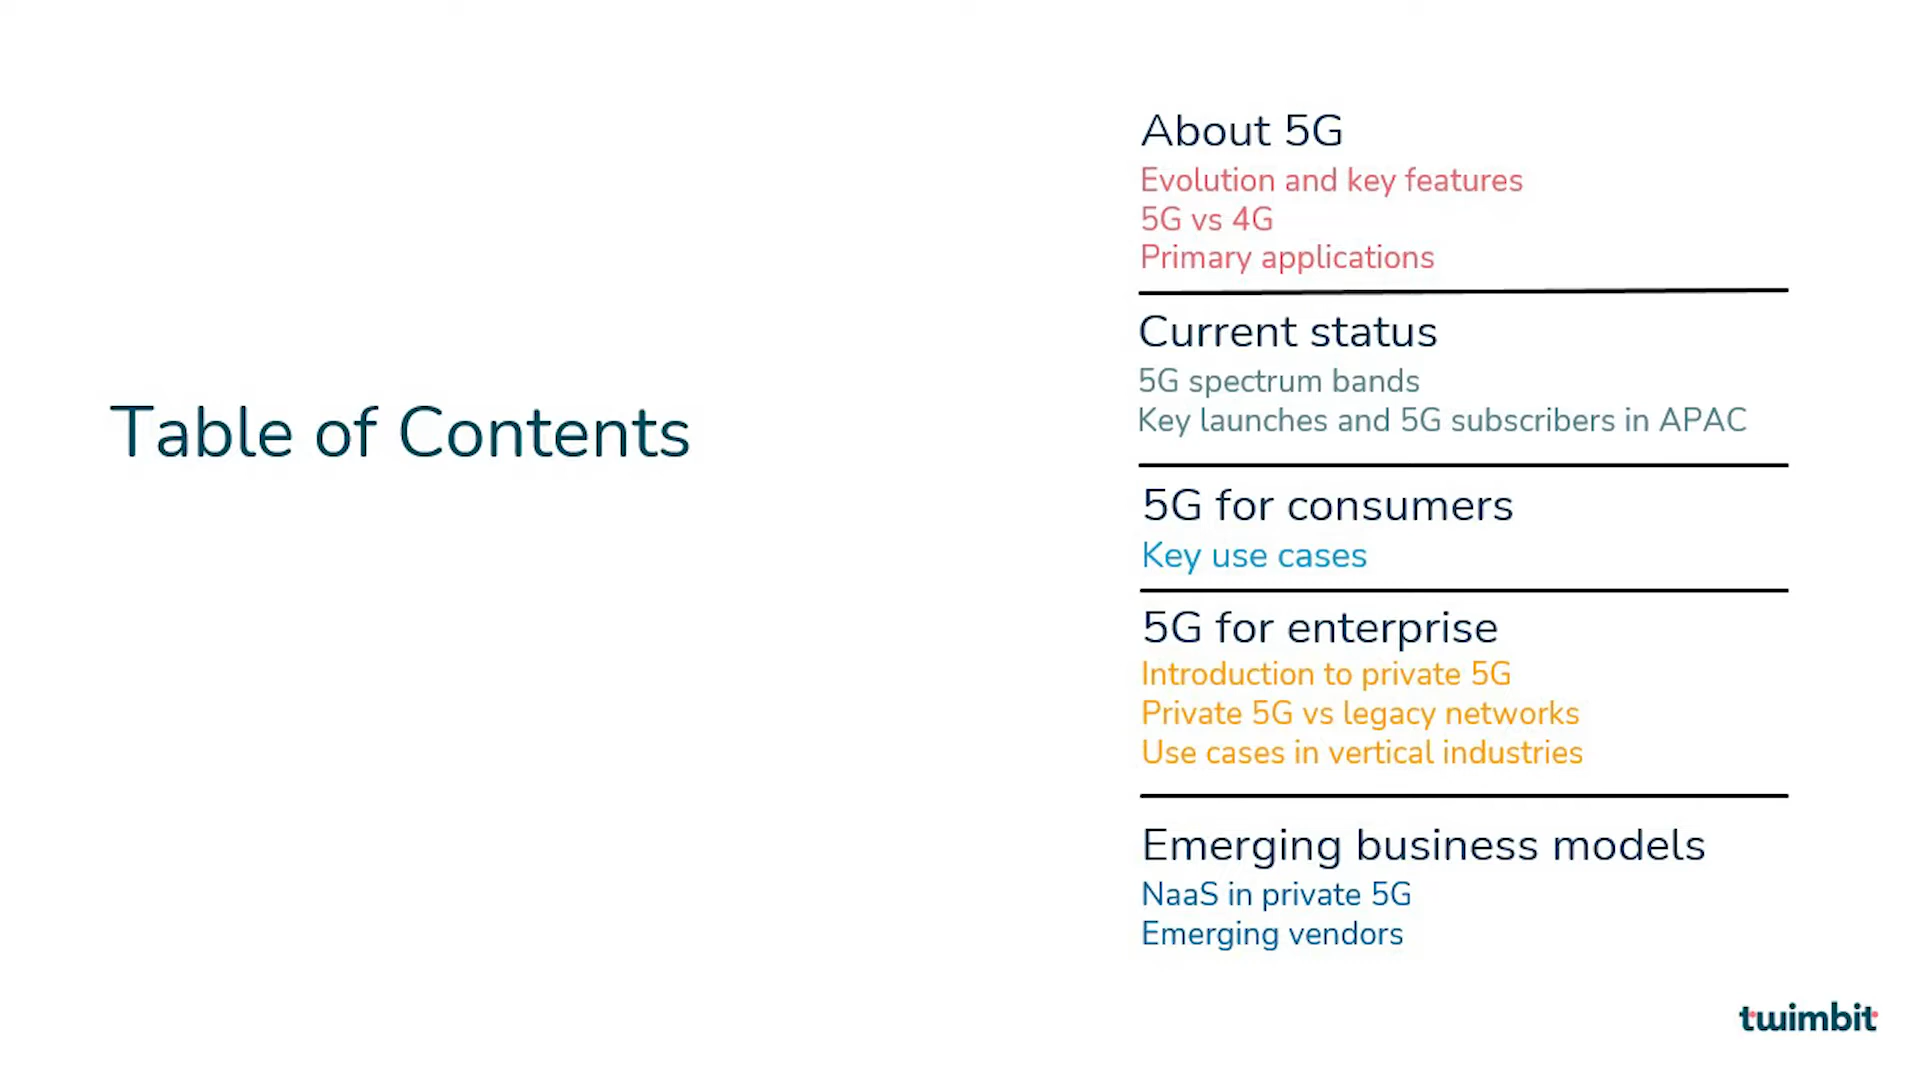 Table of Contents
About 5G
Evolution and key features
5G vs 4G
Primary applications
Current status
5G spectrum bands
Key launches and 5G subscribers in APAC
5G for consumers
Key use cases
5G for enterprise
Introduction to private 5G
Private 5G vs legacy networks
Use cases in vertical industries
Emerging business models
NaaS in private 5G
Emerging vendors
twimbit